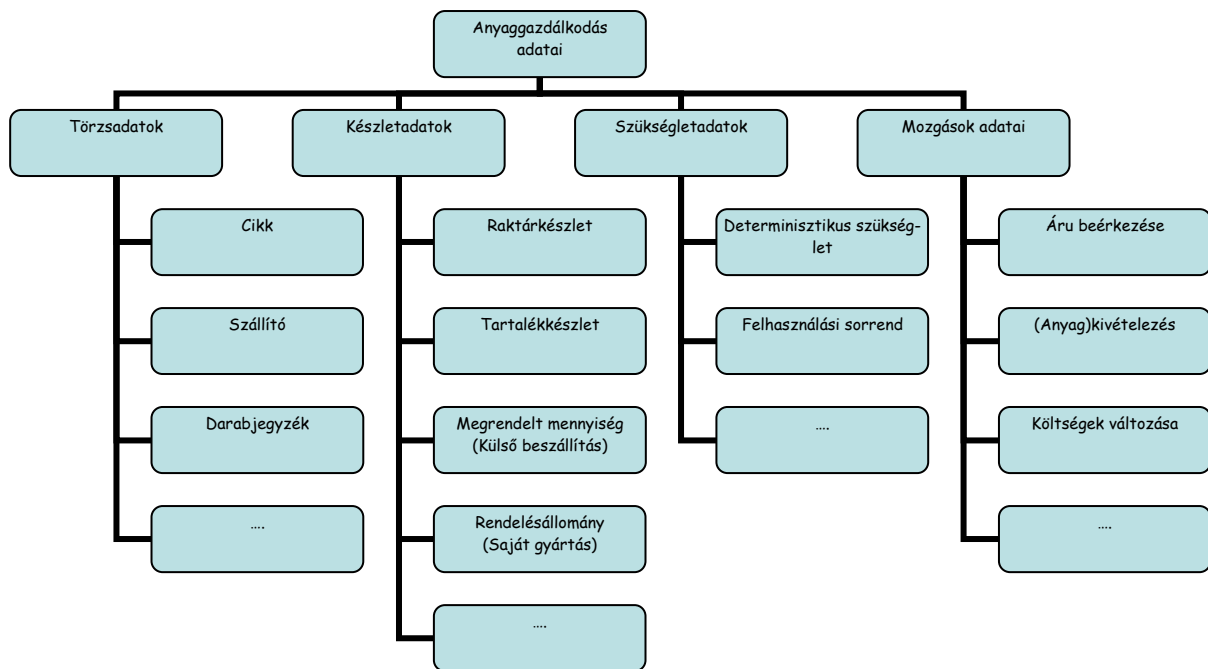 Anyaggazdálkodás
adatai
Törzsadatok
Készletadatok
Szükségletadatok
Mozgások adatai
Cikk
Szállító
Darabjegyzék
....
Raktárkészlet
Tartalékkészlet
Megrendelt mennyiség
(Külső beszállítás)
Rendelésállomány
(Saját gyártás)
....
Determinisztikus szükség-
let
Felhasználási sorrend
....
Áru beérkezése
(Anyag)kivételezés
Költségek változása
....